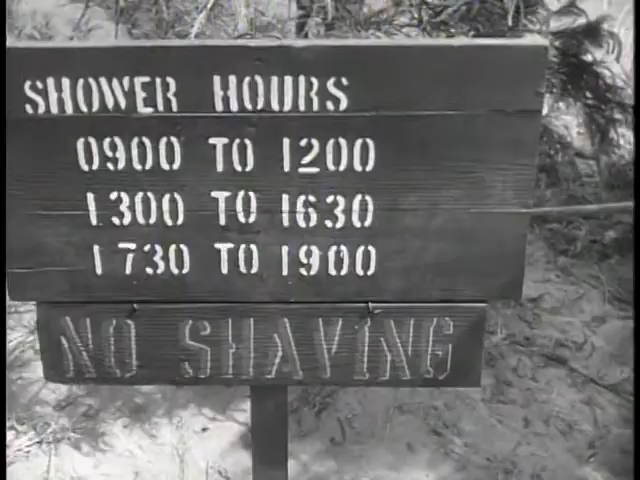 SHOWER HOURS
0900 TO 1200
1300 TO 1630
1730 TO 1900
NO SHAVING